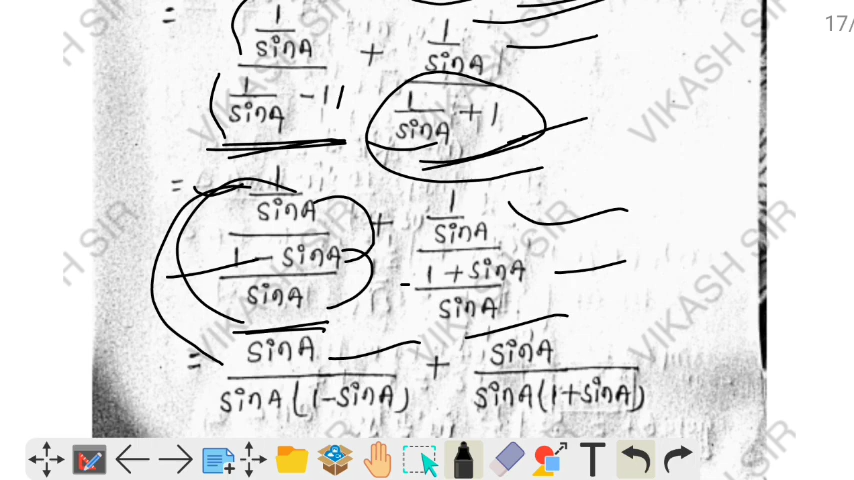 17/
= 1/sinA / (1/sinA - 1) + 1/sinA / (1/sinA + 1)
= 1/sinA / ((1 - sinA)/sinA) + 1/sinA / ((1 + sinA)/sinA)
= sinA / sinA(1-sinA) + sinA / sinA(1+sinA)
T
VIKASH SIR
VIKASH SIR
VIKASH SIR
VIKASH SIR